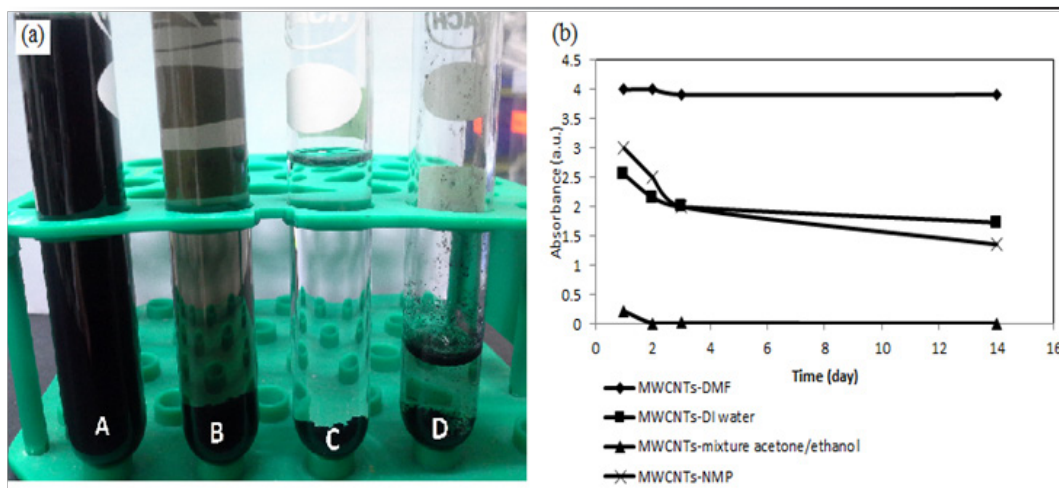 (a)
A
B
C
D
(b)
Absorbance (a.u.)
4.5
4
3.5
3
2.5
2
1.5
1
0.5
0
0 2 4 6 8 10 12 14 16
Time (day)
MWCNTs-DMF
MWCNTs-DI water
MWCNTs-mixture acetone/ethanol
MWCNTs-NMP